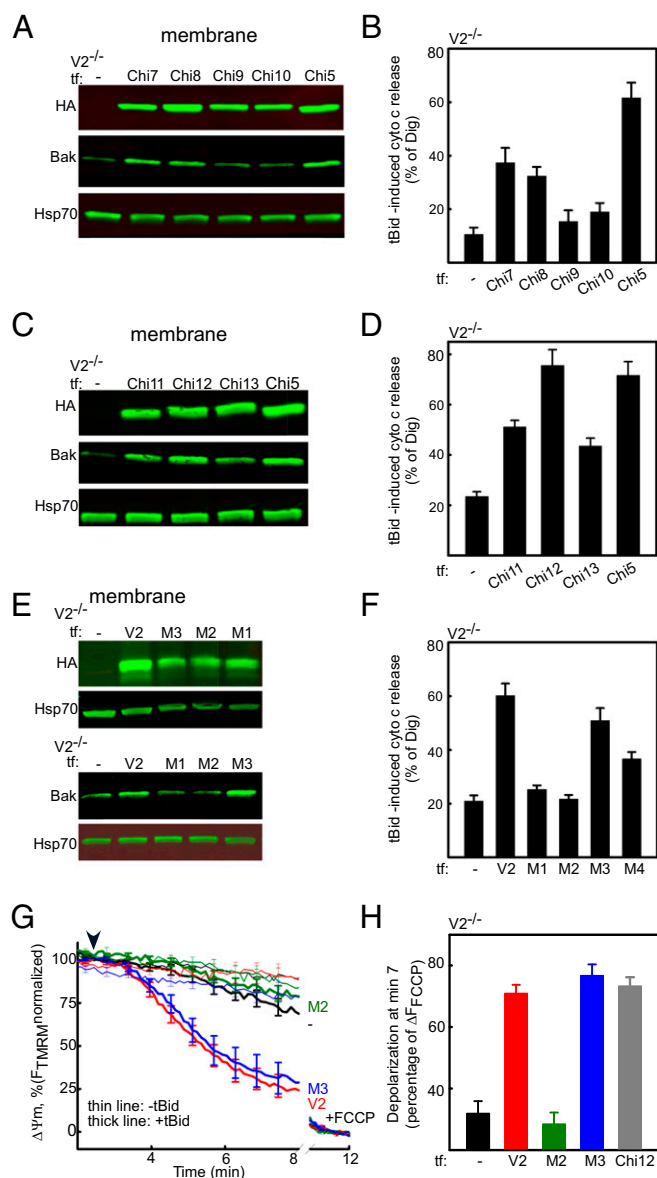 A
membrane
V2-/-
tf: - Chi7 Chi8 Chi9 Chi10 Chi5
HA
Bak
Hsp70
B
V2-/-
tBid -induced cyto c release
(% of Dig)
80
60
40
20
tf: - Chi7 Chi8 Chi9 Chi10 Chi5
C
membrane
V2-/-
tf: - Chi11 Chi12 Chi13 Chi5
HA
Bak
Hsp70
D
V2-/-
tBid -induced cyto c release
(% of Dig)
80
60
40
20
tf: - Chi11 Chi12 Chi13 Chi5
E
membrane
V2-/-
tf: - V2 M3 M2 M1
HA
Hsp70
V2-/-
tf: - V2 M1 M2 M3
Bak
Hsp70
F
V2-/-
tBid -induced cyto c release
(% of Dig)
80
60
40
20
tf: - V2 M1 M2 M3 M4
G
ΔΨm, %(FTMRM normalized)
100
75
50
25
0
M2
-
M3
V2
thin line: -tBid
thick line: +tBid
+FCCP
4 6 8 12
Time (min)
H
V2-/-
Depolarization at min 7
(percentage of ΔFFCCP)
80
60
40
20
tf: - V2 M2 M3 Chi12